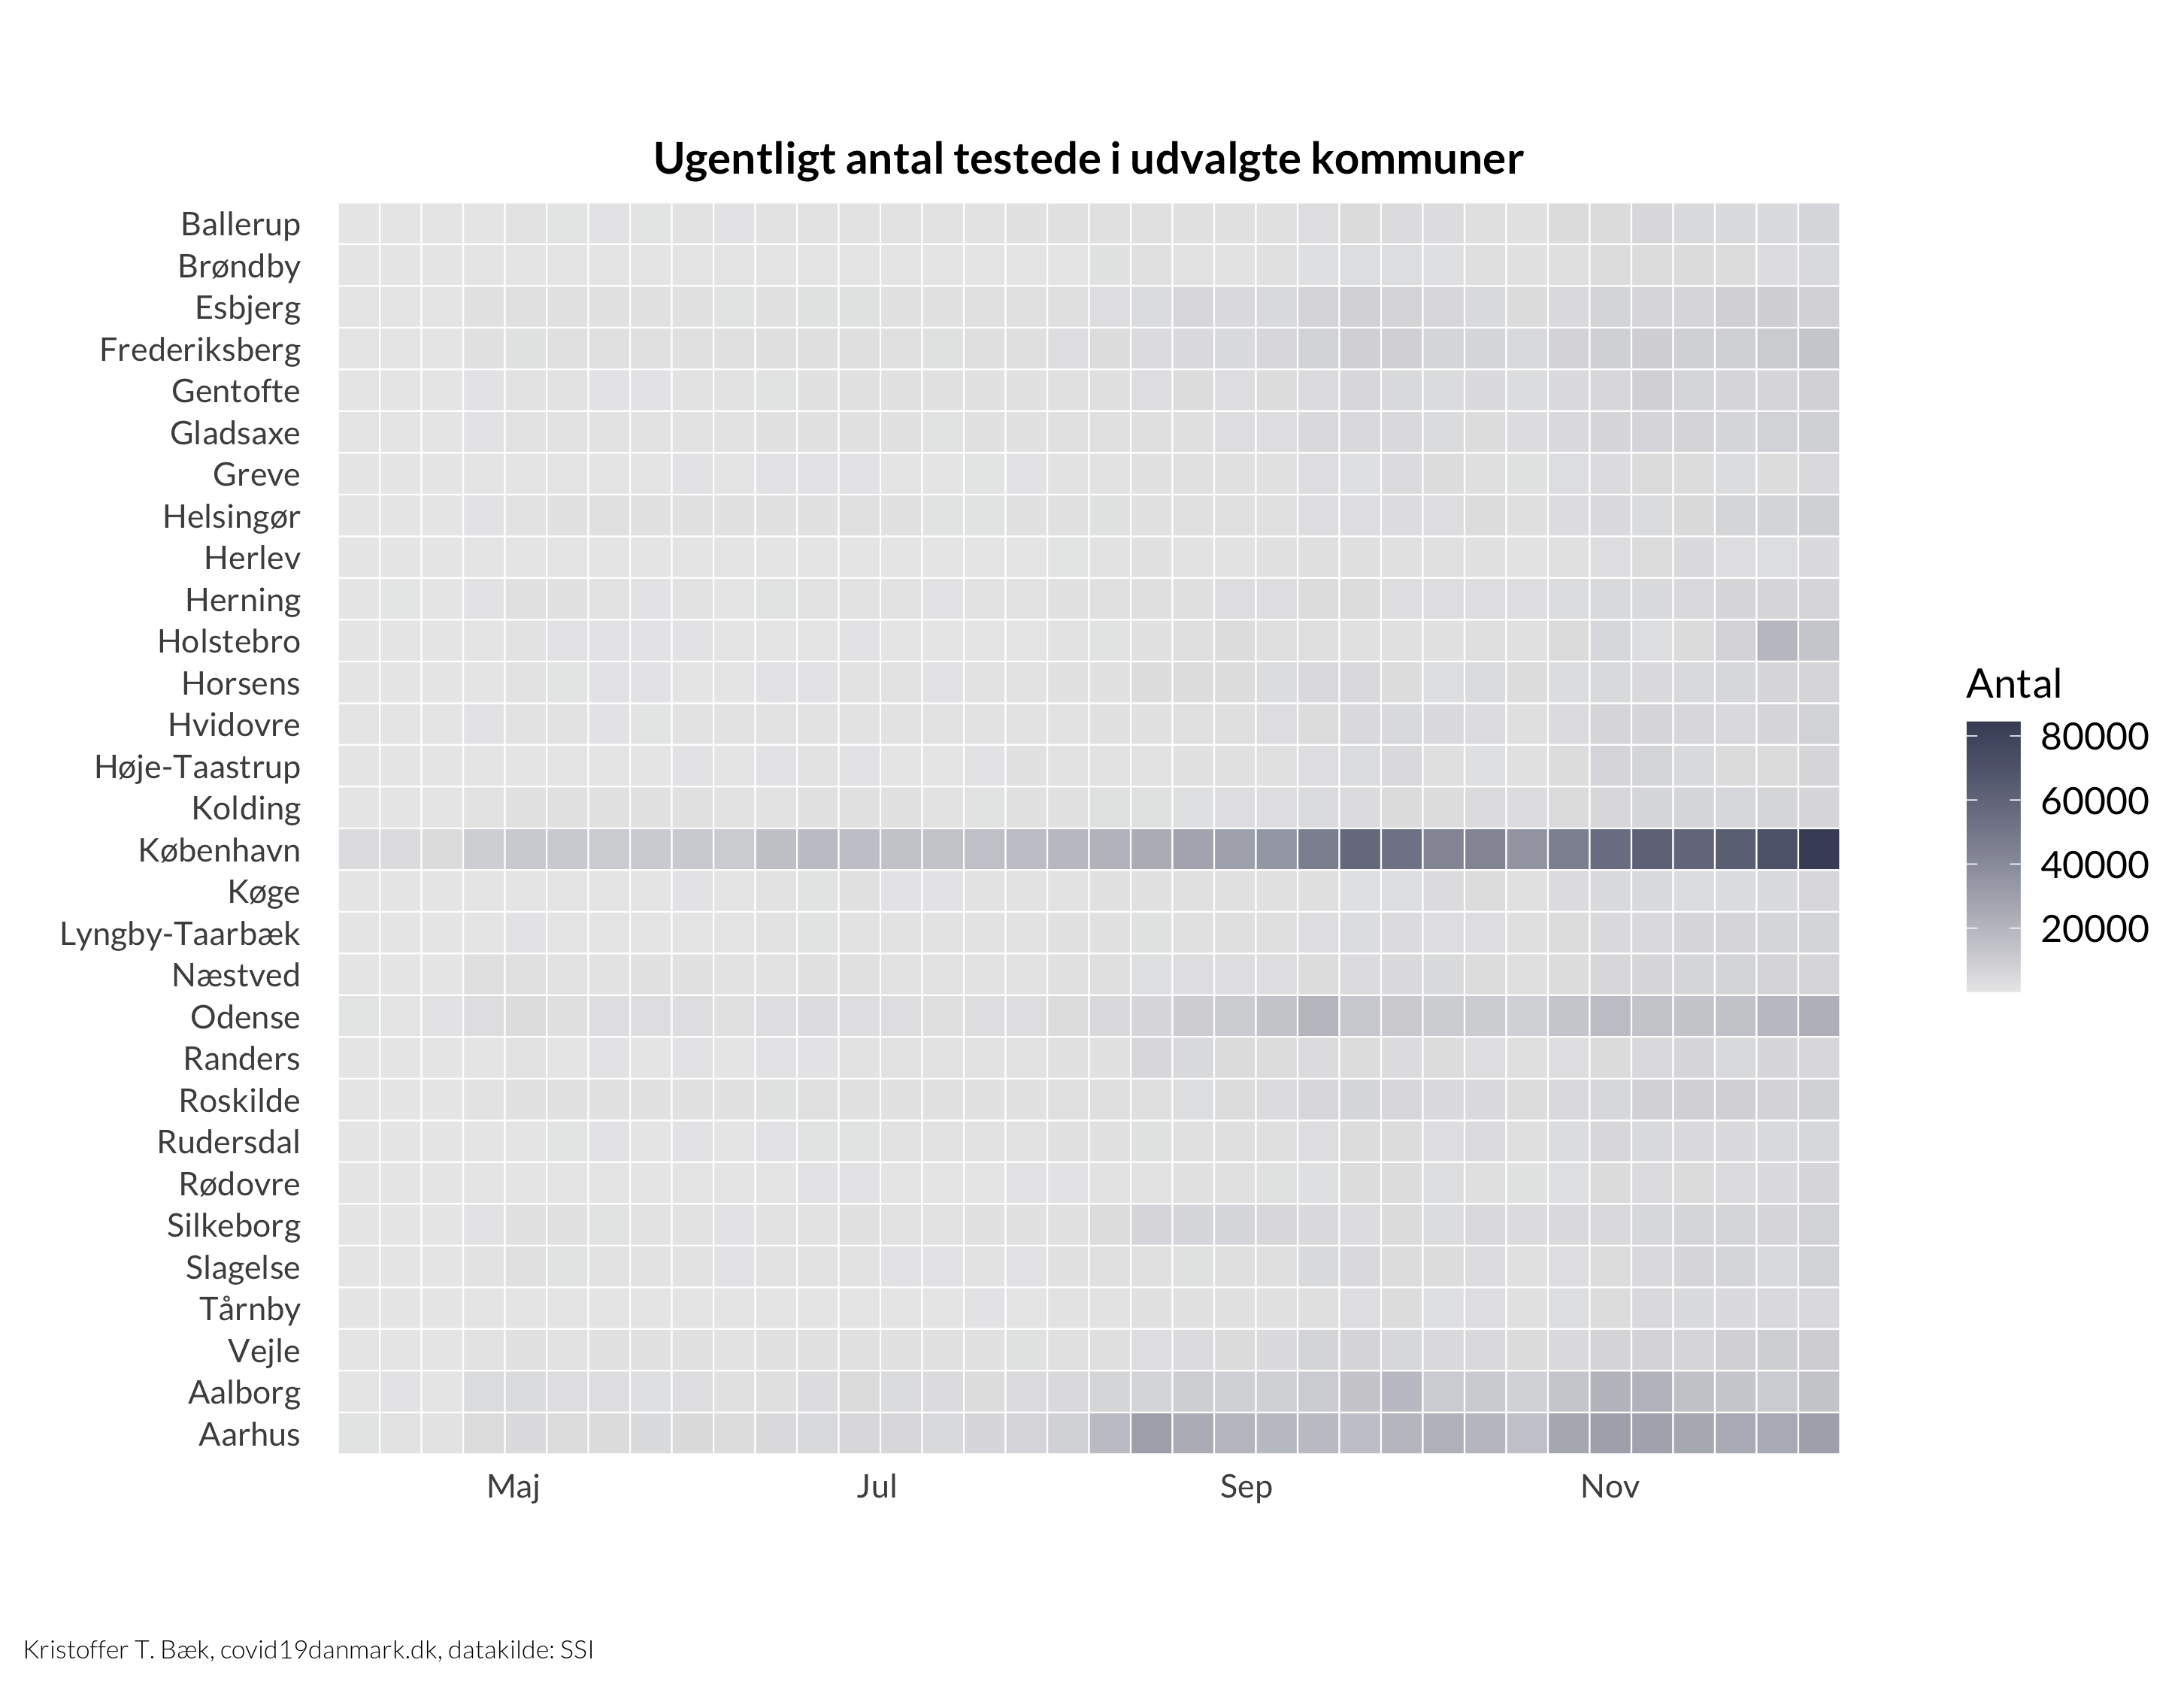 Ugentligt antal testede i udvalgte kommuner
Ballerup
Brøndby
Esbjerg
Frederiksberg
Gentofte
Gladsaxe
Greve
Helsingør
Herlev
Herning
Holstebro
Horsens
Hvidovre
Høje-Taastrup
Kolding
København
Køge
Lyngby-Taarbæk
Næstved
Odense
Randers
Roskilde
Rudersdal
Rødovre
Silkeborg
Slagelse
Tårnby
Vejle
Aalborg
Aarhus
Maj Jul Sep Nov
Antal
80000
60000
40000
20000
Kristoffer T. Bæk, covid19danmark.dk, datakilde: SSI